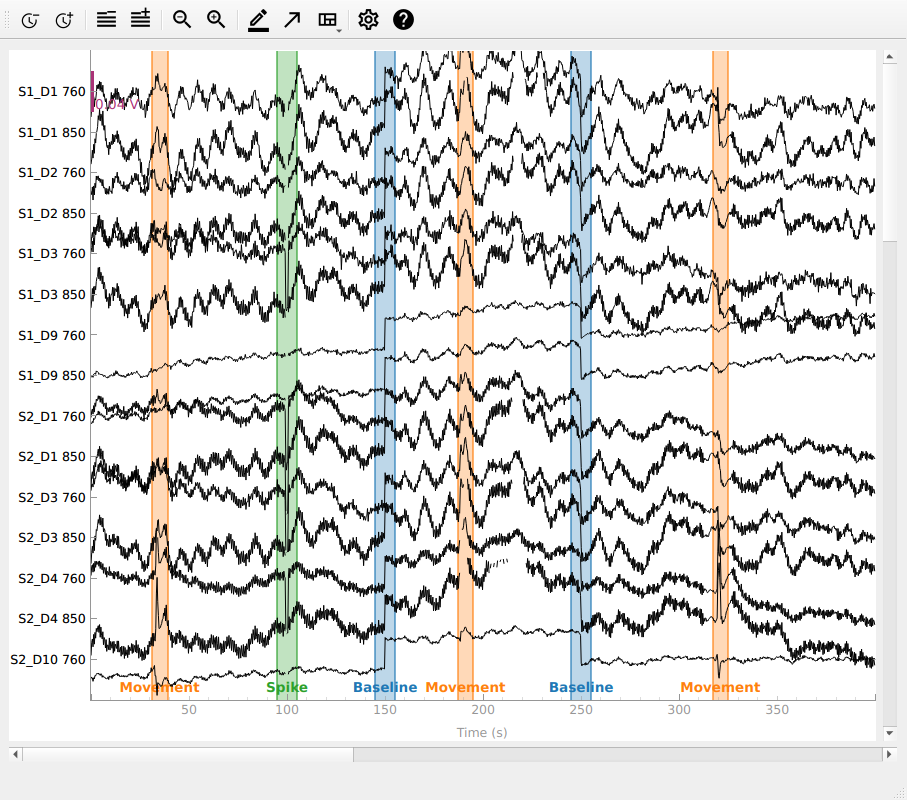 S1_D1 760
0.04 V
S1_D1 850
S1_D2 760
S1_D2 850
S1_D3 760
S1_D3 850
S1_D9 760
S1_D9 850
S2_D1 760
S2_D1 850
S2_D3 760
S2_D3 850
S2_D4 760
S2_D4 850
S2_D10 760
Movement Spike Baseline Movement Baseline Movement
50 100 150 200 250 300 350
Time (s)